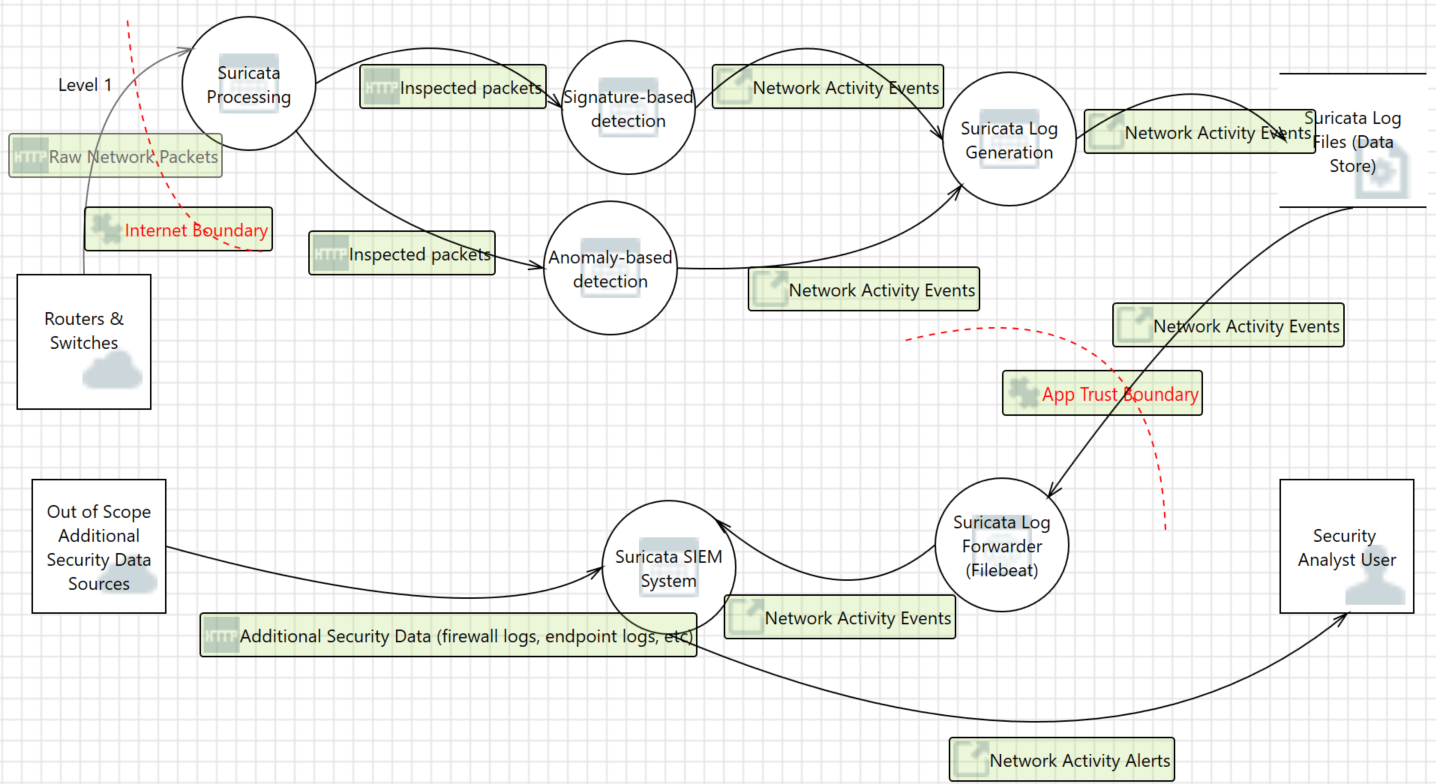 Level 1
Suricata
Processing
HTTP Inspected packets
Signature-based
detection
Network Activity Events
Suricata Log
Generation
Network Activity Events
Suricata Log
Files (Data
Store)
HTTP Raw Network Packets
Internet Boundary
HTTP Inspected packets
Anomaly-based
detection
Network Activity Events
Routers &
Switches
Network Activity Events
App Trust Boundary
Out of Scope
Additional
Security Data
Sources
Suricata SIEM
System
Suricata Log
Forwarder
(Filebeat)
Security
Analyst User
HTTP Additional Security Data (firewall logs, endpoint logs, etc)
Network Activity Events
Network Activity Alerts